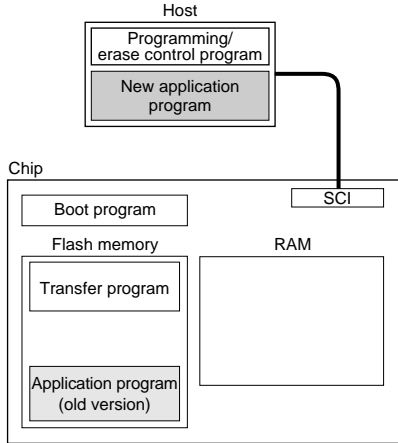 Host
Programming/
erase control program
New application
program
Chip
SCI
Boot program
Flash memory
RAM
Transfer program
Application program
(old version)